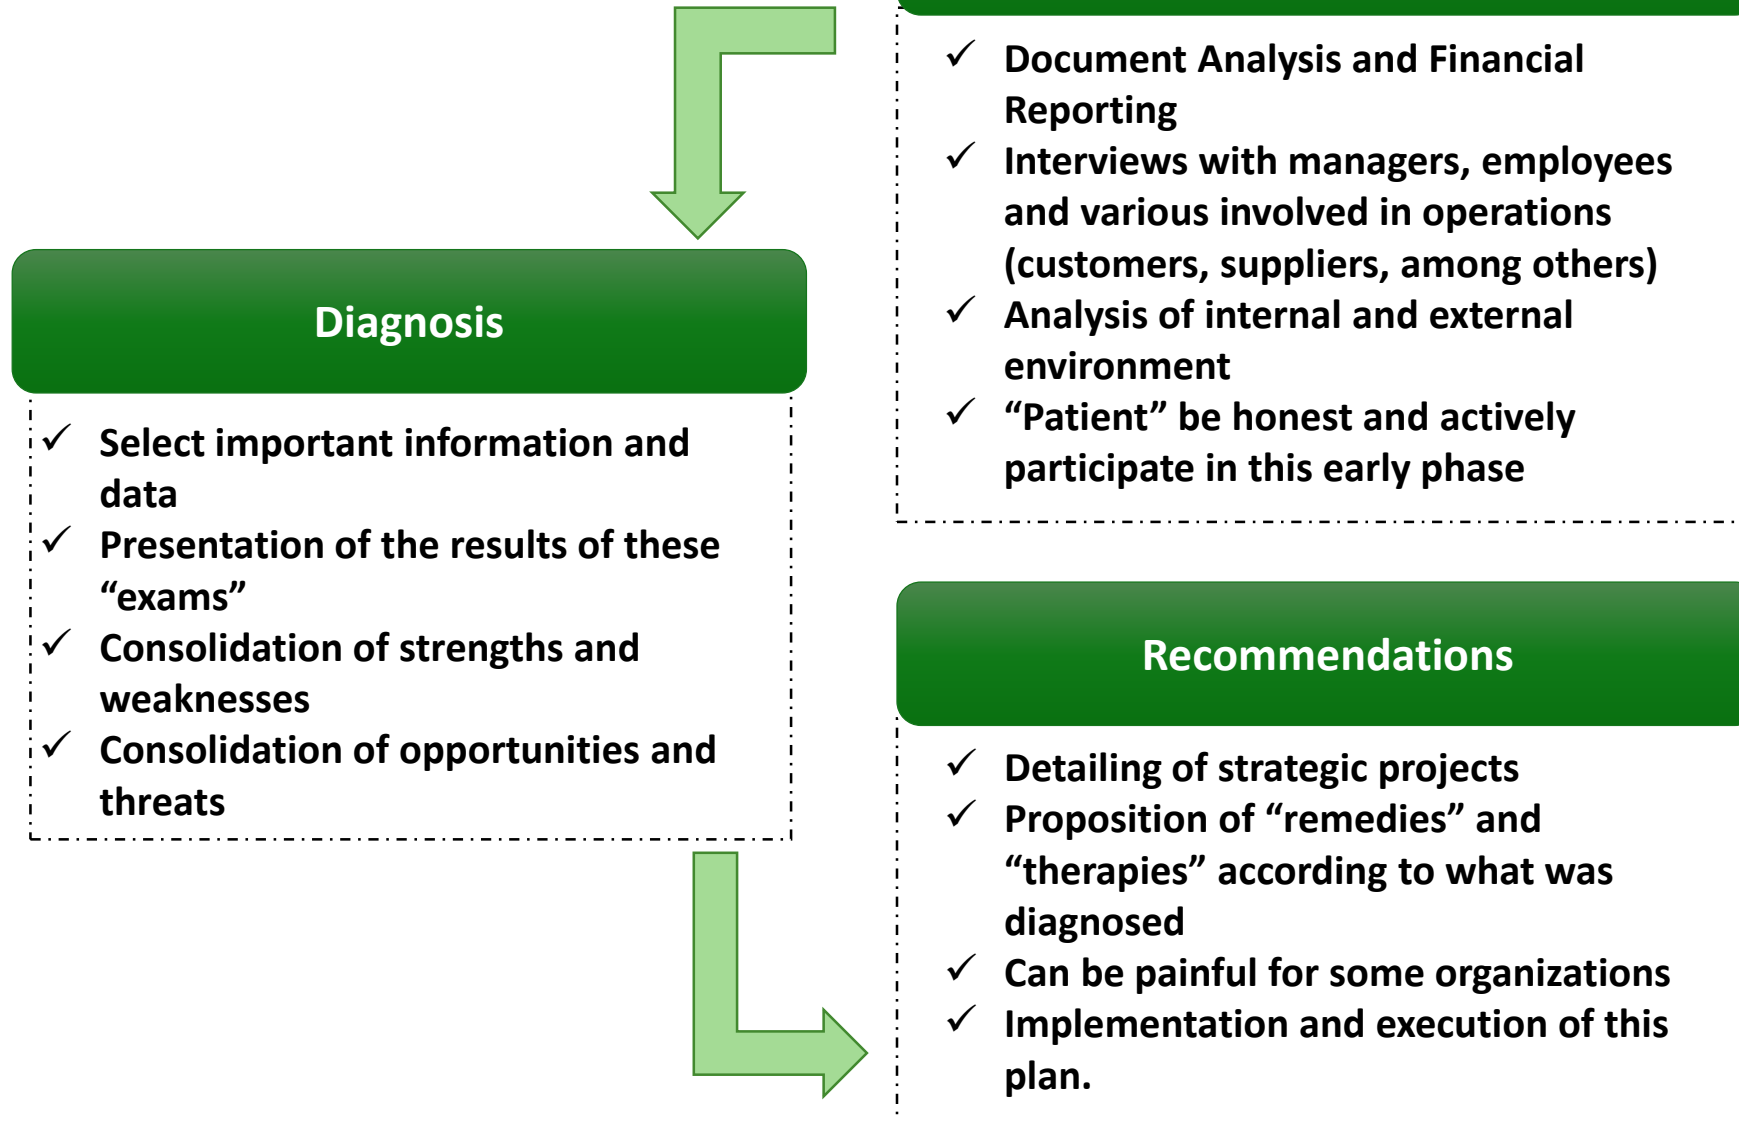 ✓ Document Analysis and Financial
Reporting
✓ Interviews with managers, employees
and various involved in operations
(customers, suppliers, among others)
✓ Analysis of internal and external
environment
✓ “Patient” be honest and actively
participate in this early phase
Diagnosis
✓ Select important information and
data
✓ Presentation of the results of these
“exams”
✓ Consolidation of strengths and
weaknesses
✓ Consolidation of opportunities and
threats
Recommendations
✓ Detailing of strategic projects
✓ Proposition of “remedies” and
“therapies” according to what was
diagnosed
✓ Can be painful for some organizations
✓ Implementation and execution of this
plan.